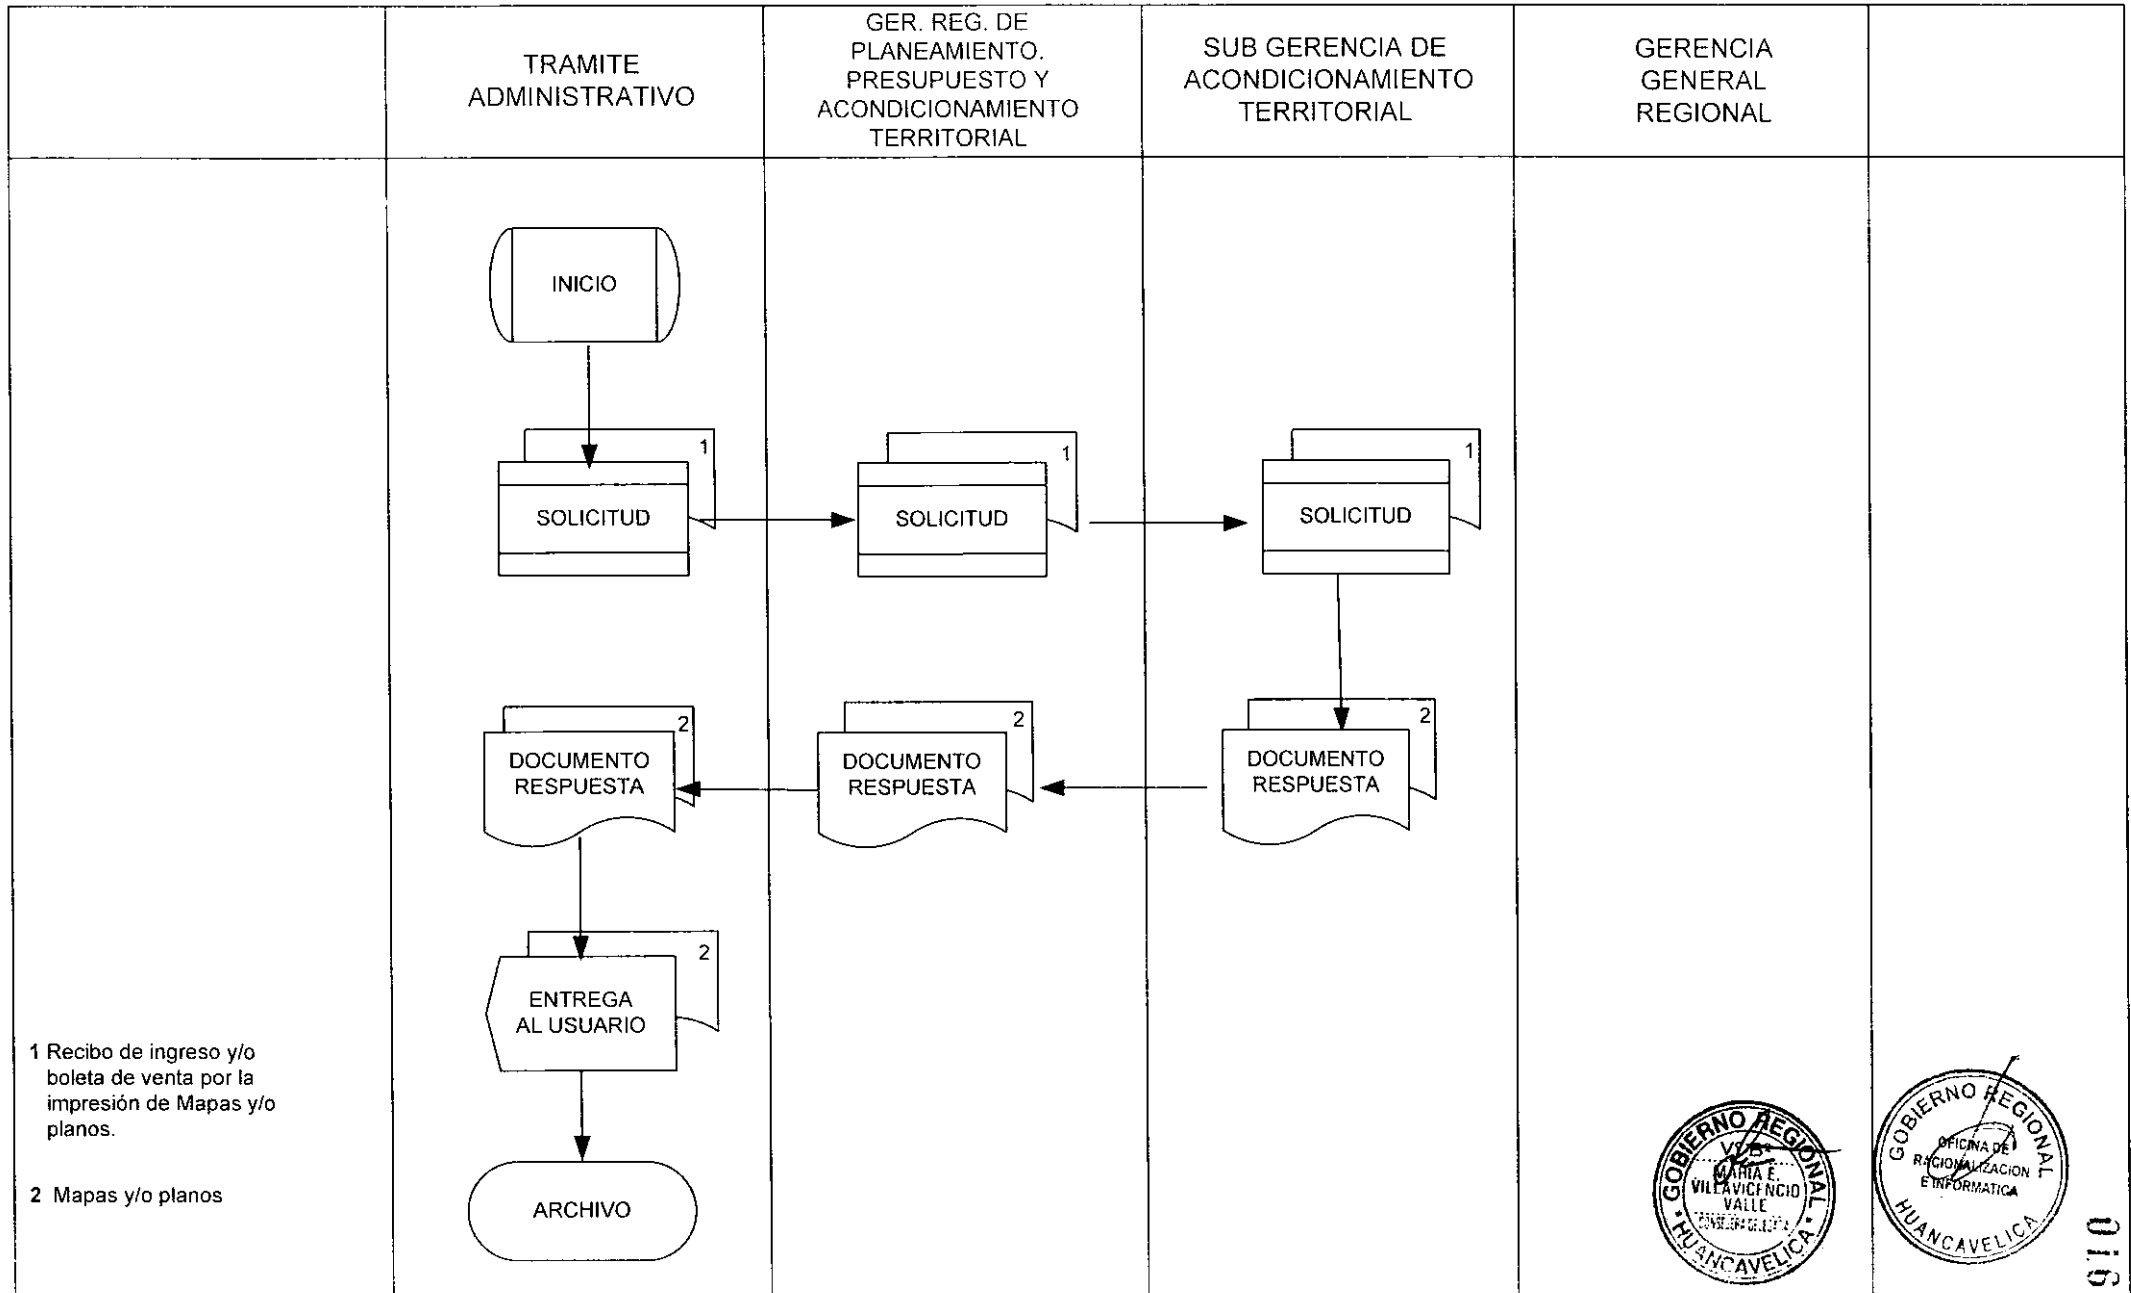 TRAMITE
ADMINISTRATIVO
GER. REG. DE
PLANEAMIENTO.
PRESUPUESTO Y
ACONDICIONAMIENTO
TERRITORIAL
SUB GERENCIA DE
ACONDICIONAMIENTO
TERRITORIAL
GERENCIA
GENERAL
REGIONAL
INICIO
1
SOLICITUD
1
SOLICITUD
1
SOLICITUD
2
DOCUMENTO
RESPUESTA
2
DOCUMENTO
RESPUESTA
2
DOCUMENTO
RESPUESTA
2
ENTREGA
AL USUARIO
ARCHIVO
1 Recibo de ingreso y/o
boleta de venta por la
impresión de Mapas y/o
planos.
2 Mapas y/o planos
GOBIERNO REGIONAL
MARIA E.
VILLAVICENCIO
VALLE
HUANCAVELICA
GOBIERNO REGIONAL
OFICINA DE
RACIONALIZACION
E INFORMATICA
HUANCAVELICA